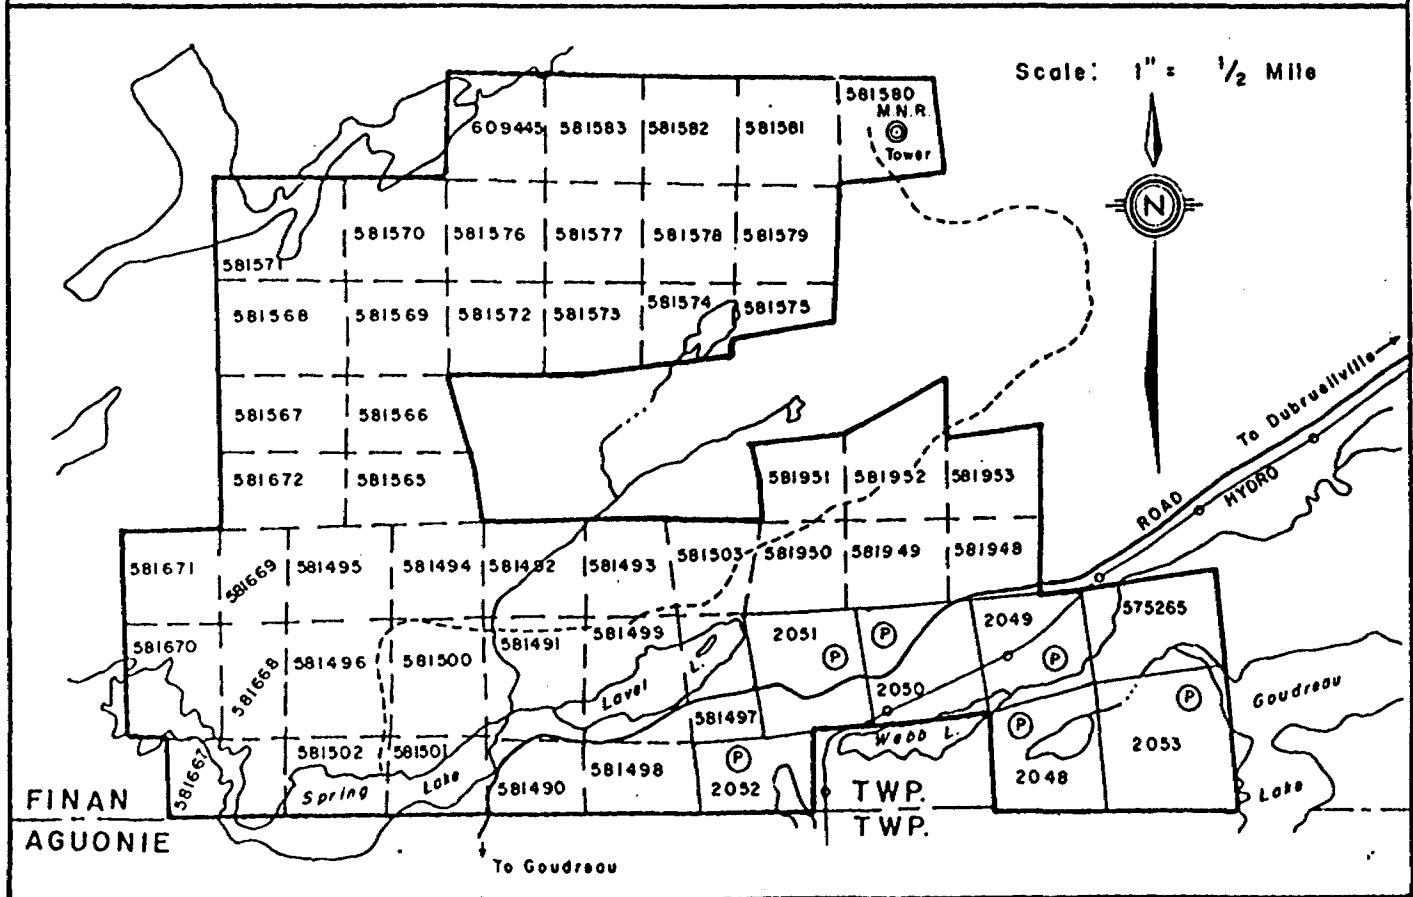 Scale: 1" = 1/2 Mile
581580
M.N.R.
Tower
609445 581583 581582 581581
N
581570 581576 581577 581578 581579
581571
581568 581569 581572 581573 581574 581575
To Dubreuilville
581567 581566
581672 581565 581951 581952 581953
ROAD HYDRO
581671 581669 581495 581494 581492 581493 581503 581950 581949 581948
575265
581670 581668 581496 581500 581491 581499 2051 P P 2049 P
Lavel L.
2050
Goudreau
581497 P P
Webb L.
2053
581667 581502 581501 581490 581498 P 2052 2048
Spring Lake
Lake
FINAN TWP.
AGUONIE TWP.
To Goudreau